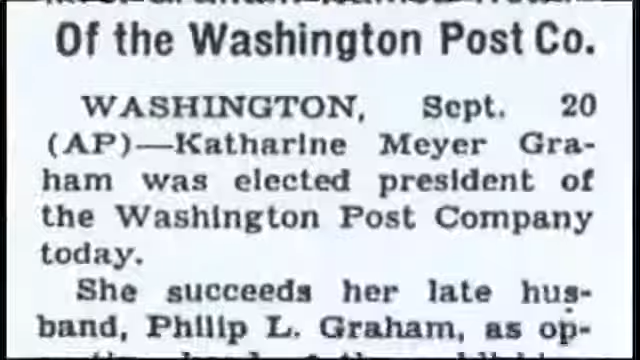 Of the Washington Post Co.
WASHINGTON, Sept. 20
(AP)—Katharine Meyer Gra-
ham was elected president of
the Washington Post Company
today.
She succeeds her late hus-
band, Philip L. Graham, as op-